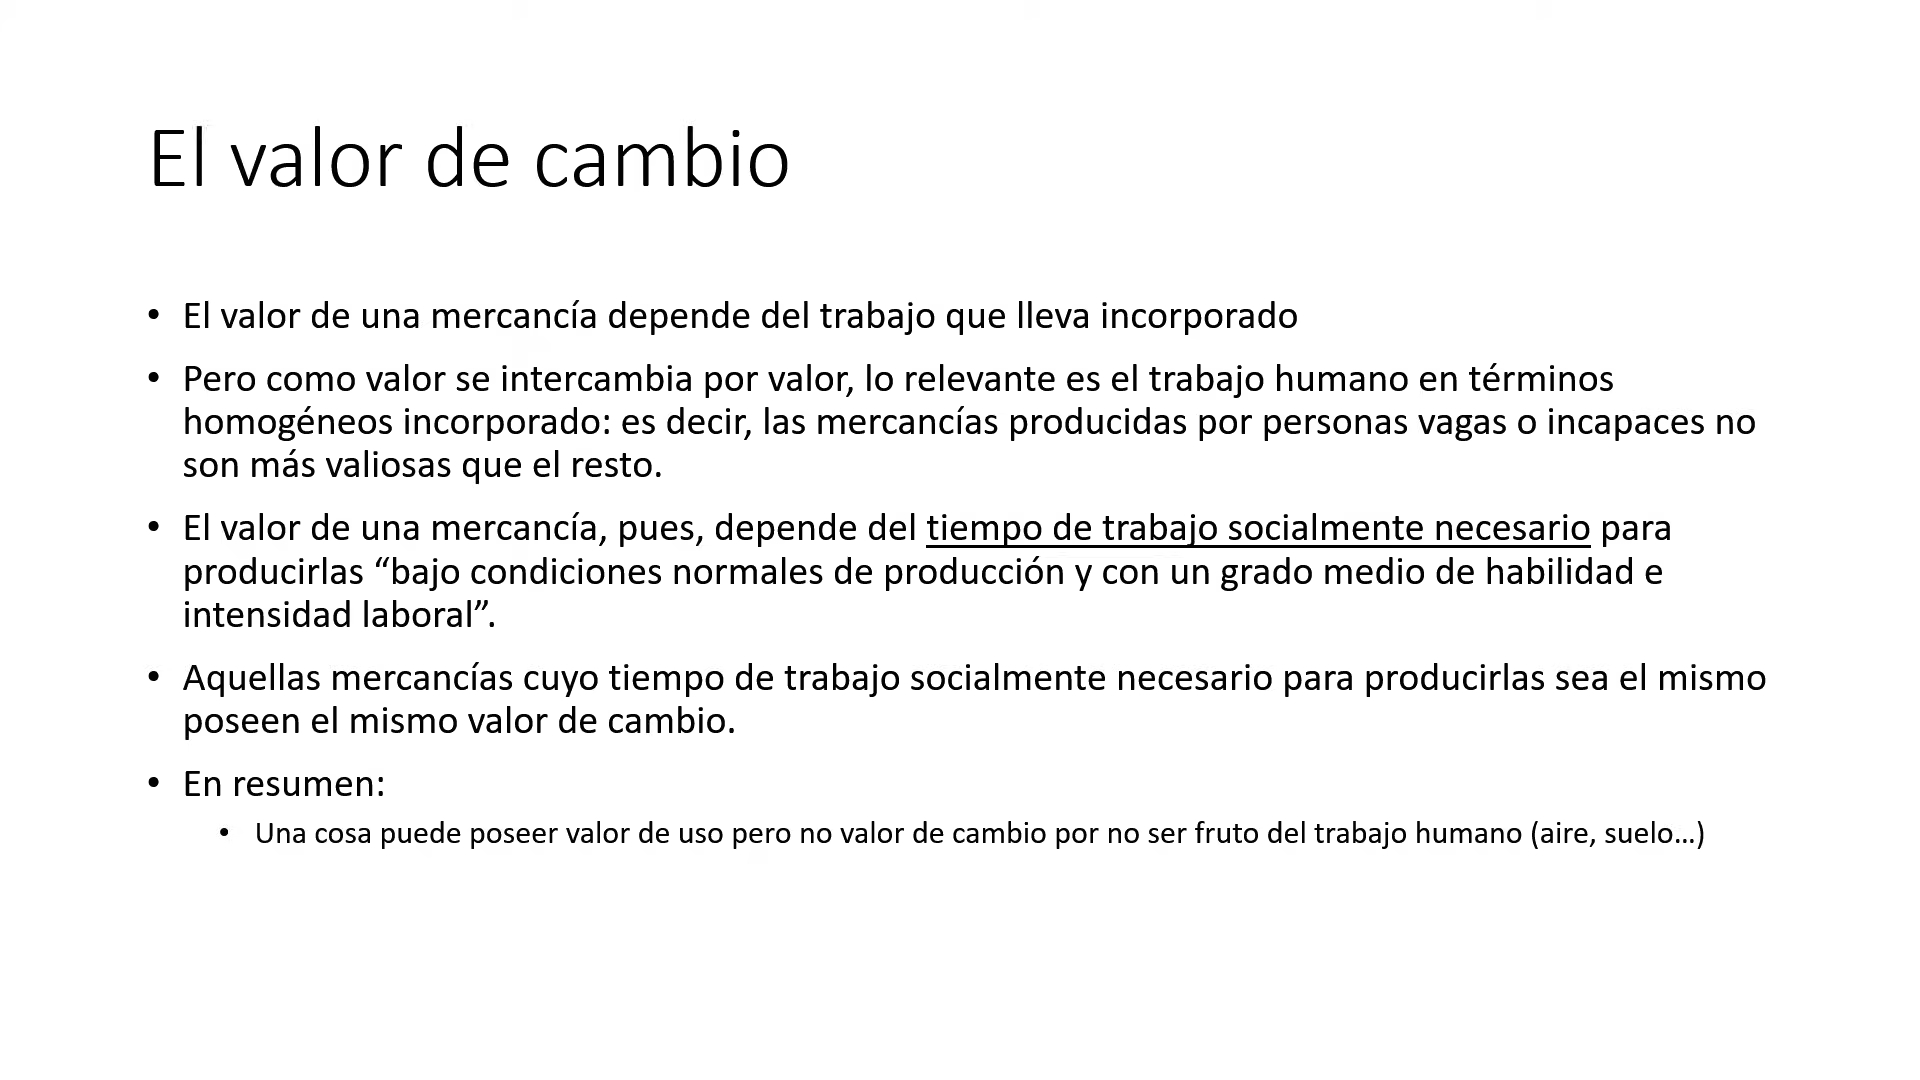 El valor de cambio
• El valor de una mercancía depende del trabajo que lleva incorporado
• Pero como valor se intercambia por valor, lo relevante es el trabajo humano en términos
homogéneos incorporado: es decir, las mercancías producidas por personas vagas o incapaces no
son más valiosas que el resto.
• El valor de una mercancía, pues, depende del tiempo de trabajo socialmente necesario para
producirlas “bajo condiciones normales de producción y con un grado medio de habilidad e
intensidad laboral”.
• Aquellas mercancías cuyo tiempo de trabajo socialmente necesario para producirlas sea el mismo
poseen el mismo valor de cambio.
• En resumen:
• Una cosa puede poseer valor de uso pero no valor de cambio por no ser fruto del trabajo humano (aire, suelo…)